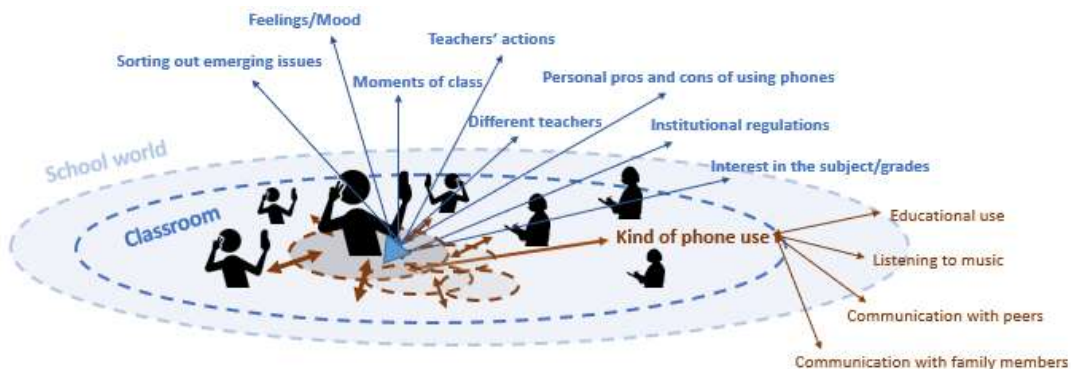 Feelings/Mood
Teachers' actions
Sorting out emerging issues
Moments of class
Personal pros and cons of using phones
Different teachers
Institutional regulations
Interest in the subject/grades
School world
Classroom
Kind of phone use
Educational use
Listening to music
Communication with peers
Communication with family members